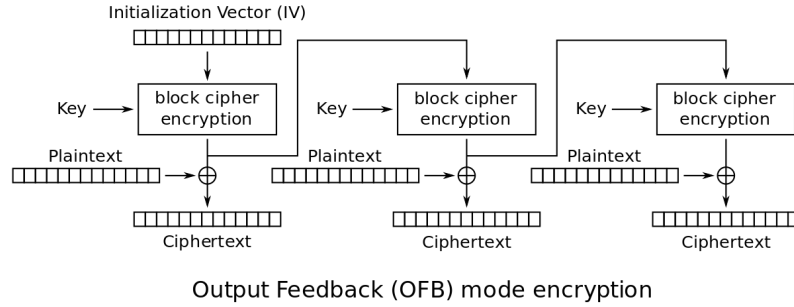 Initialization Vector (IV)
Key
block cipher
encryption
Key
block cipher
encryption
Key
block cipher
encryption
Plaintext
Plaintext
Plaintext
Ciphertext
Ciphertext
Ciphertext
Output Feedback (OFB) mode encryption